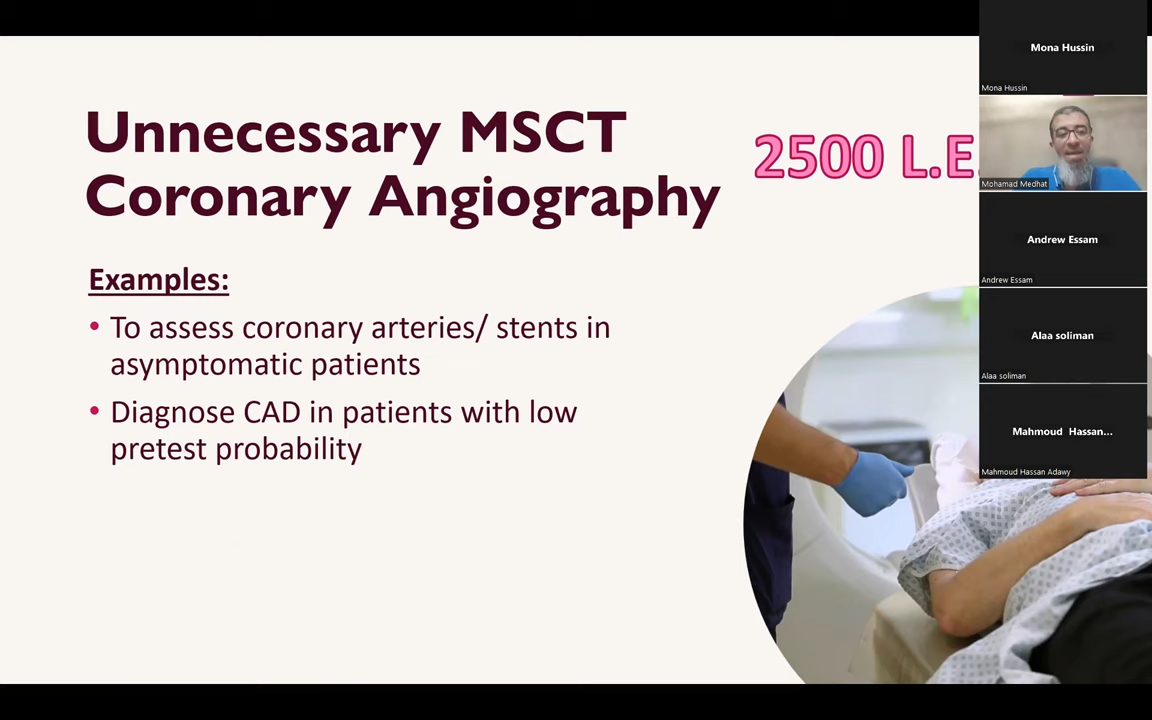 Unnecessary MSCT
Coronary Angiography
2500 L.E.
Examples:
• To assess coronary arteries/ stents in
asymptomatic patients
• Diagnose CAD in patients with low
pretest probability
Mona Hussin
Mona Hussin
Mohamad Medhat
Andrew Essam
Andrew Essam
Alaa soliman
Alaa soliman
Mahmoud Hassan...
Mahmoud Hassan Adawy